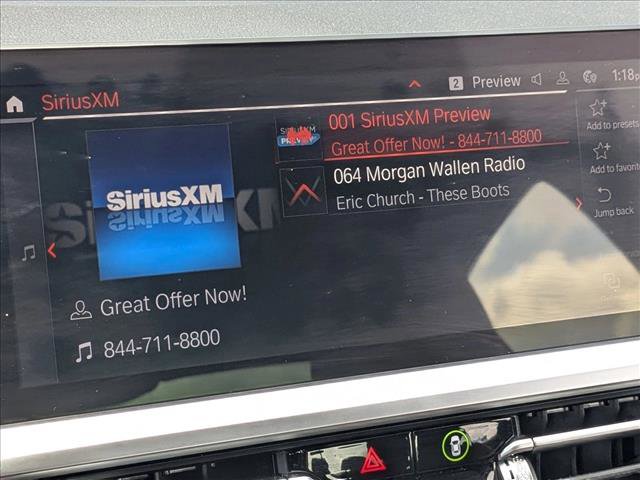 2 Preview 1:18
SiriusXM
001 SiriusXM Preview
Great Offer Now! - 844-711-8800
Add to presets
064 Morgan Wallen Radio
Eric Church - These Boots
Add to favorite
Jump back
SiriusXM
Great Offer Now!
844-711-8800